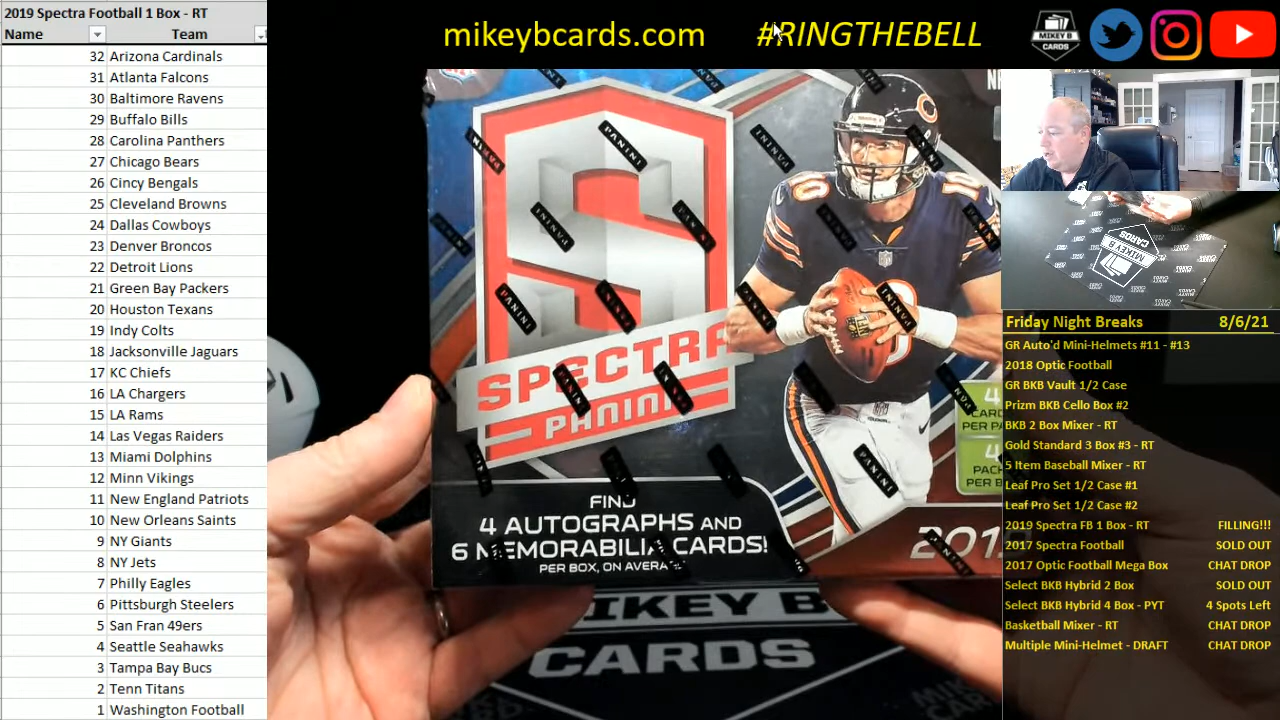 2019 Spectra Football 1 Box - RT
Name Team
32 Arizona Cardinals
31 Atlanta Falcons
30 Baltimore Ravens
29 Buffalo Bills
28 Carolina Panthers
27 Chicago Bears
26 Cincy Bengals
25 Cleveland Browns
24 Dallas Cowboys
23 Denver Broncos
22 Detroit Lions
21 Green Bay Packers
20 Houston Texans
19 Indy Colts
18 Jacksonville Jaguars
17 KC Chiefs
16 LA Chargers
15 LA Rams
14 Las Vegas Raiders
13 Miami Dolphins
12 Minn Vikings
11 New England Patriots
10 New Orleans Saints
9 NY Giants
8 NY Jets
7 Philly Eagles
6 Pittsburgh Steelers
5 San Fran 49ers
4 Seattle Seahawks
3 Tampa Bay Bucs
2 Tenn Titans
1 Washington Football
mikeybcards.com #RINGTHEBELL
MIKEY B
CARDS
S
SPECTRA
PANINI
10 10
FIND
4 AUTOGRAPHS AND
6 MEMORABILIA CARDS!
PER BOX, ON AVERA
201
MIKEY B
CARDS
MIKEY B
CARDS
Friday Night Breaks 8/6/21
GR Auto'd Mini-Helmets #11 - #13
2018 Optic Football
GR BKB Vault 1/2 Case
Prizm BKB Cello Box #2
BKB 2 Box Mixer - RT
Gold Standard 3 Box #3 - RT
5 Item Baseball Mixer - RT
Leaf Pro Set 1/2 Case #1
Leaf Pro Set 1/2 Case #2
2019 Spectra FB 1 Box - RT FILLING!!!
2017 Spectra Football SOLD OUT
2017 Optic Football Mega Box CHAT DROP
Select BKB Hybrid 2 Box SOLD OUT
Select BKB Hybrid 4 Box - PYT 4 Spots Left
Basketball Mixer - RT CHAT DROP
Multiple Mini-Helmet - DRAFT CHAT DROP